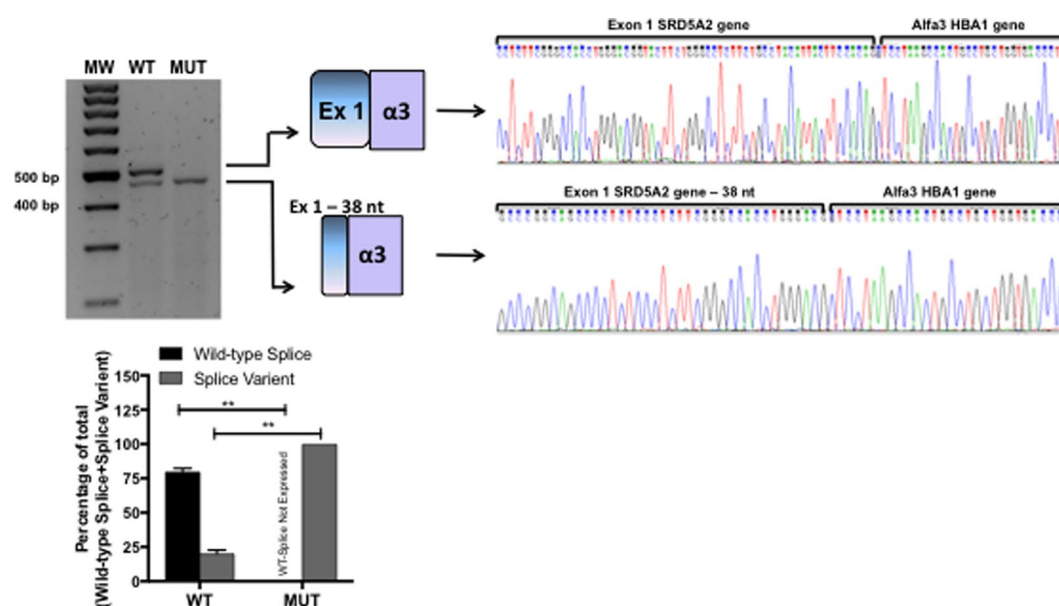 MW WT MUT
500 bp
400 bp
Ex 1 α3
Ex 1 – 38 nt
α3
Exon 1 SRD5A2 gene
Alfa3 HBA1 gene
Exon 1 SRD5A2 gene – 38 nt
Alfa3 HBA1 gene
Wild-type Splice
Splice Varient
Percentage of total
(Wild-type Splice+Splice Varient)
150
125
100
75
50
25
0
**
**
WT-Splice Not Expressed
WT MUT